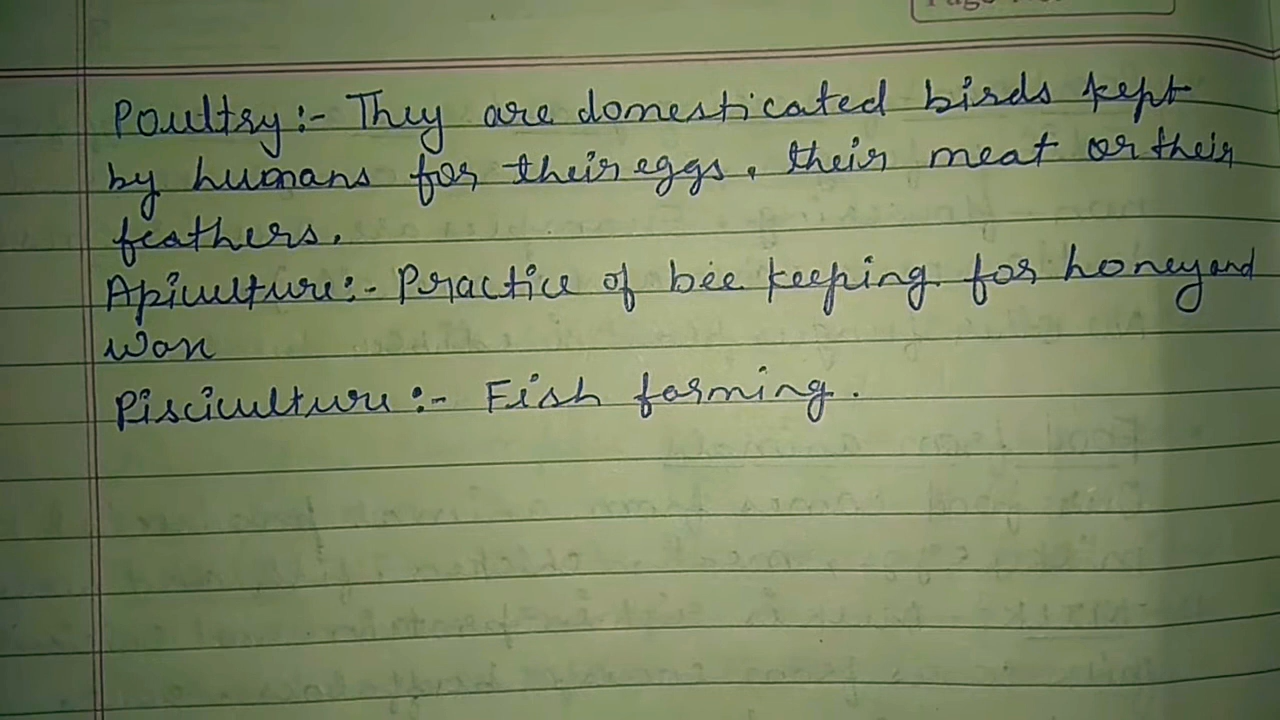 Poultry:- They are domesticated birds kept
by humans for their eggs, their meat or their
feathers.
Apiculture:- Practice of bee keeping for honey and
wax
Pisciculture:- Fish farming.